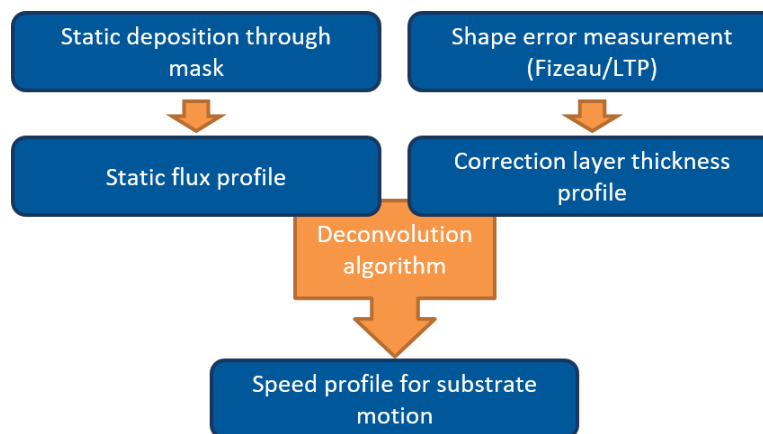 Static deposition through
mask
Shape error measurement
(Fizeau/LTP)
Static flux profile
Correction layer thickness
profile
Deconvolution
algorithm
Speed profile for substrate
motion